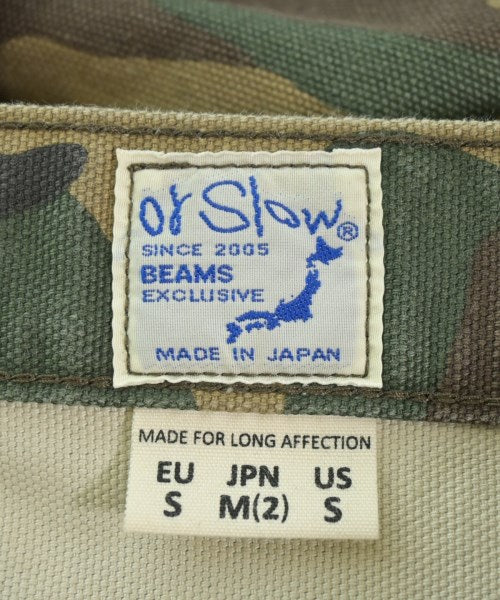 or Slow®
SINCE 2005
BEAMS
EXCLUSIVE
MADE IN JAPAN
MADE FOR LONG AFFECTION
EU JPN US
S M(2) S